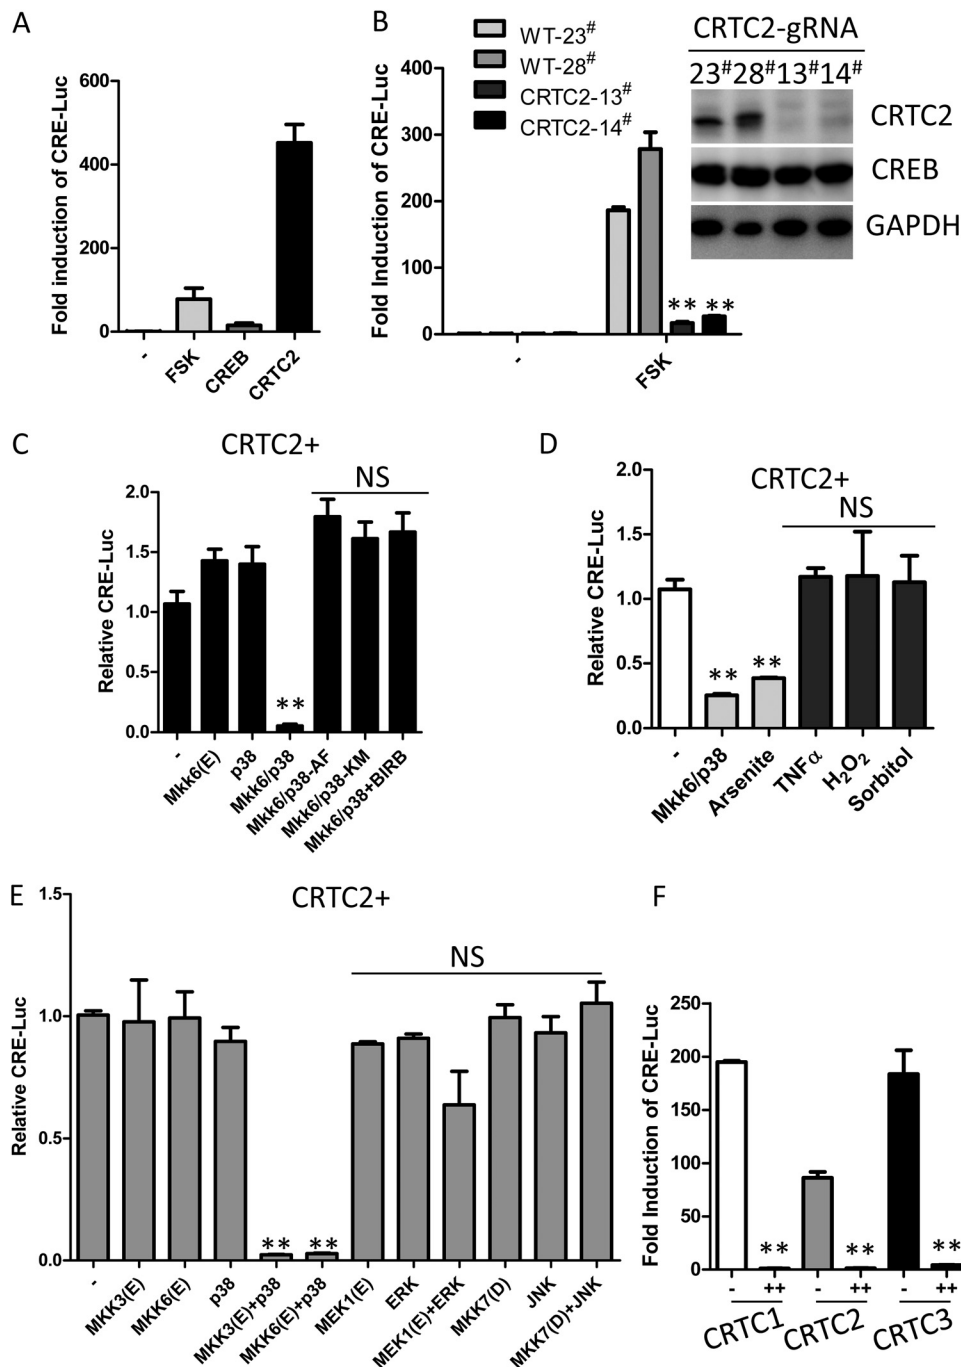 A
Fold induction of CRE-Luc
600
400
200
0
-
FSK
CREB
CRTC2
B
WT-23#
WT-28#
CRTC2-13#
CRTC2-14#
Fold Induction of CRE-Luc
400
300
200
100
0
** **
-
FSK
CRTC2-gRNA
23# 28# 13# 14#
CRTC2
CREB
GAPDH
C
CRTC2+
NS
Relative CRE-Luc
2.0
1.5
1.0
0.5
0.0
**
-
Mkk6(E)
p38
Mkk6/p38
Mkk6/p38-AF
Mkk6/p38-KM
Mkk6/p38+BIRB
D
CRTC2+
NS
Relative CRE-Luc
2.0
1.5
1.0
0.5
0.0
** **
-
Mkk6/p38
Arsenite
TNFα
H2O2
Sorbitol
E
CRTC2+
NS
Relative CRE-Luc
1.5
1.0
0.5
0.0
** **
-
MKK3(E)
MKK6(E)
p38
MKK3(E)+p38
MKK6(E)+p38
MEK1(E)
ERK
MEK1(E)+ERK
MKK7(D)
JNK
MKK7(D)+JNK
F
Fold Induction of CRE-Luc
250
200
150
100
50
0
** ** **
- ++ - ++ - ++
CRTC1 CRTC2 CRTC3